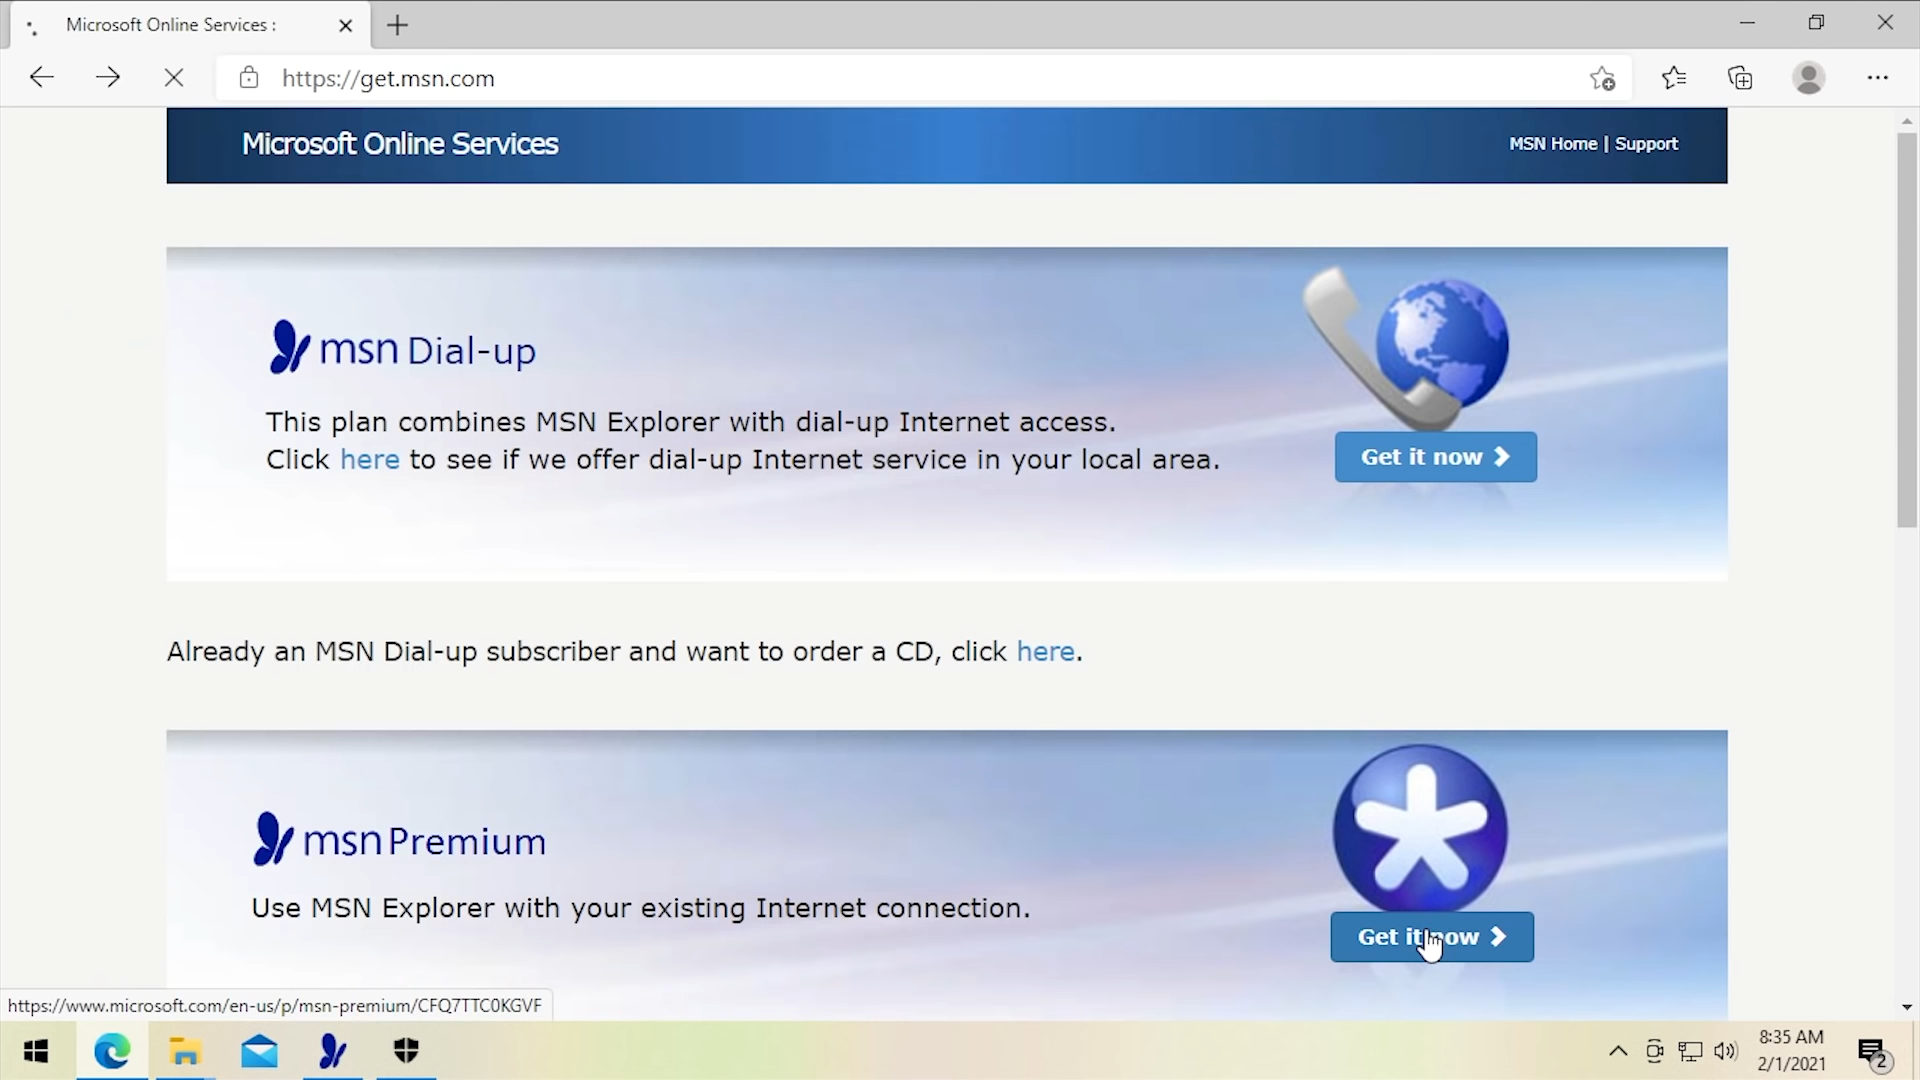 Microsoft Online Services :
https://get.msn.com
Microsoft Online Services
MSN Home | Support
msn Dial-up
This plan combines MSN Explorer with dial-up Internet access.
Click here to see if we offer dial-up Internet service in your local area.
Get it now
Already an MSN Dial-up subscriber and want to order a CD, click here.
msn Premium
Use MSN Explorer with your existing Internet connection.
Get it now
https://www.microsoft.com/en-us/p/msn-premium/CFQ7TTC0KGVF
8:35 AM
2/1/2021
2